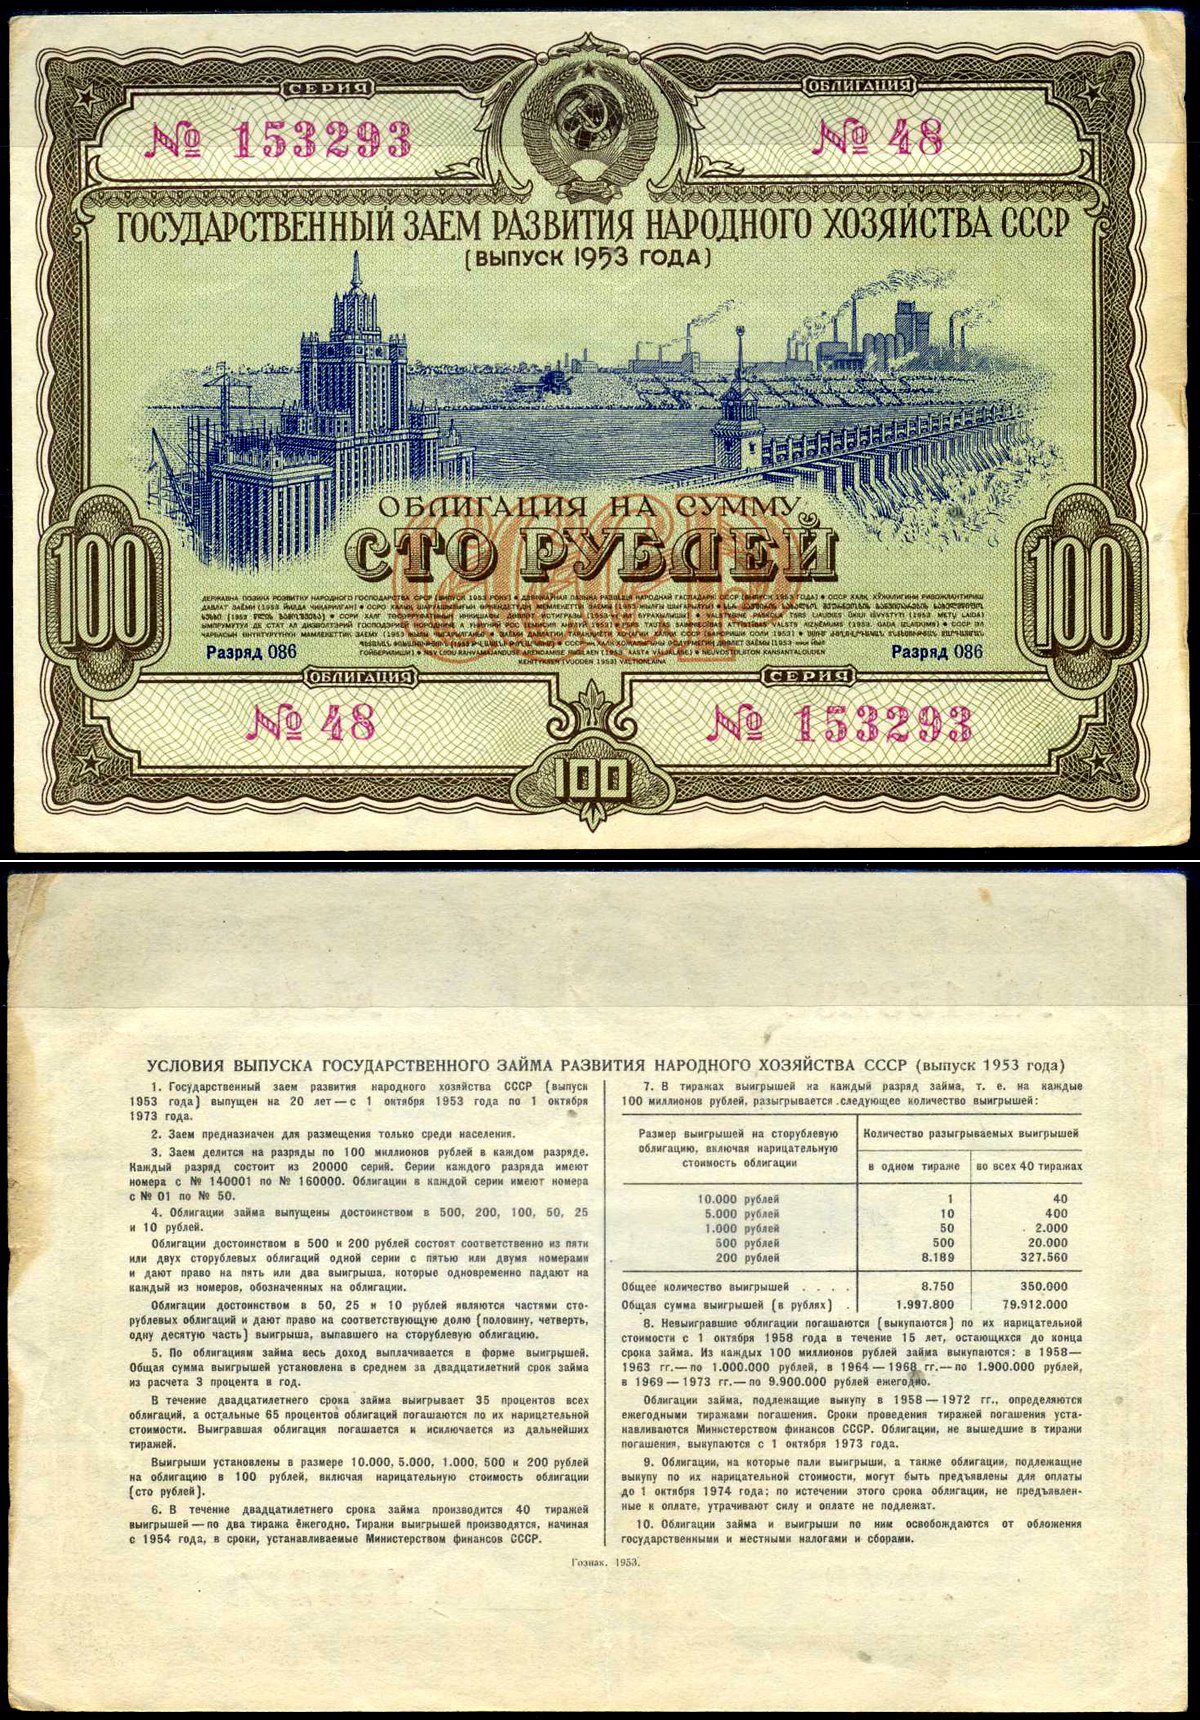 СЕРИЯ
ОБЛИГАЦИЯ
№ 153293
№ 48
ГОСУДАРСТВЕННЫЙ ЗАЕМ РАЗВИТИЯ НАРОДНОГО ХОЗЯЙСТВА СССР
(ВЫПУСК 1953 ГОДА)
ОБЛИГАЦИЯ НА СУММУ
СТО РУБЛЕЙ
СССР
100
100
ДЕРЖАВНА ПОЗИКА РОЗВИТКУ НАРОДНОГО ГОСПОДАРСТВА СРСР (ВИПУСК 1953 РОКУ)
Разряд 086
Разряд 086
ОБЛИГАЦИЯ
СЕРИЯ
№ 48
№ 153293
100
УСЛОВИЯ ВЫПУСКА ГОСУДАРСТВЕННОГО ЗАЙМА РАЗВИТИЯ НАРОДНОГО ХОЗЯЙСТВА СССР (выпуск 1953 года)
1. Государственный заем развития народного хозяйства СССР (выпуск
1953 года) выпущен на 20 лет — с 1 октября 1953 года по 1 октября
1973 года.
2. Заем предназначен для размещения только среди населения.
3. Заем делится на разряды по 100 миллионов рублей в каждом разряде.
Каждый разряд состоит из 20000 серий. Серии каждого разряда имеют
номера с № 140001 по № 160000. Облигации в каждой серии имеют номера
с № 01 по № 50.
4. Облигации займа выпущены достоинством в 500, 200, 100, 50, 25
и 10 рублей.
Облигации достоинством в 500 и 200 рублей состоят соответственно из пяти
или двух сторублевых облигаций одной серии с пятью или двумя номерами
и дают право на пять или два выигрыша, которые одновременно падают на
каждый из номеров, обозначенных на облигации.
Облигации достоинством в 50, 25 и 10 рублей являются частями сто-
рублевых облигаций и дают право на соответствующую долю (половину, четверть,
одну десятую часть) выигрыша, выпавшего на сторублевую облигацию.
5. По облигациям займа весь доход выплачивается в форме выигрышей.
Общая сумма выигрышей установлена в среднем за двадцатилетний срок займа
из расчета 3 процента в год.
В течение двадцатилетнего срока займа выигрывает 35 процентов всех
облигаций, а остальные 65 процентов облигаций погашаются по их нарицательной
стоимости. Выигравшая облигация погашается и исключается из дальнейших
тиражей.
Выигрыши установлены в размере 10.000, 5.000, 1.000, 500 и 200 рублей
на облигацию в 100 рублей, включая нарицательную стоимость облигации
(сто рублей).
6. В течение двадцатилетнего срока займа производится 40 тиражей
выигрышей — по два тиража ежегодно. Тиражи выигрышей производятся, начиная
с 1954 года, в сроки, устанавливаемые Министерством финансов СССР.
7. В тиражах выигрышей на каждый разряд займа, т. е. на каждые
100 миллионов рублей, разыгрывается следующее количество выигрышей:
Размер выигрышей на сторублевую облигацию, включая нарицательную стоимость облигации
Количество разыгрываемых выигрышей
в одном тираже
во всех 40 тиражах
10.000 рублей 1 40
5.000 рублей 10 400
1.000 рублей 50 2.000
500 рублей 500 20.000
200 рублей 8.189 327.560
Общее количество выигрышей . . . . 8.750 350.000
Общая сумма выигрышей (в рублях) . 1.997.800 79.912.000
8. Невыигравшие облигации погашаются (выкупаются) по их нарицательной
стоимости с 1 октября 1958 года в течение 15 лет, остающихся до конца
срока займа. Из каждых 100 миллионов рублей займа выкупаются: в 1958—
1963 гг. — по 1.000.000 рублей, в 1964 — 1968 гг. — по 1.900.000 рублей,
в 1969 — 1973 гг. — по 9.900.000 рублей ежегодно.
Облигации займа, подлежащие выкупу в 1958 — 1972 гг., определяются
ежегодными тиражами погашения. Сроки проведения тиражей погашения уста-
навливаются Министерством финансов СССР. Облигации, не вышедшие в тиражи
погашения, выкупаются с 1 октября 1973 года.
9. Облигации, на которые пали выигрыши, а также облигации, подлежащие
выкупу по их нарицательной стоимости, могут быть предъявлены для оплаты
до 1 октября 1974 года; по истечении этого срока облигации, не предъявлен-
ные к оплате, утрачивают силу и оплате не подлежат.
10. Облигации займа и выигрыши по ним освобождаются от обложения
государственными и местными налогами и сборами.
Гознак. 1953.